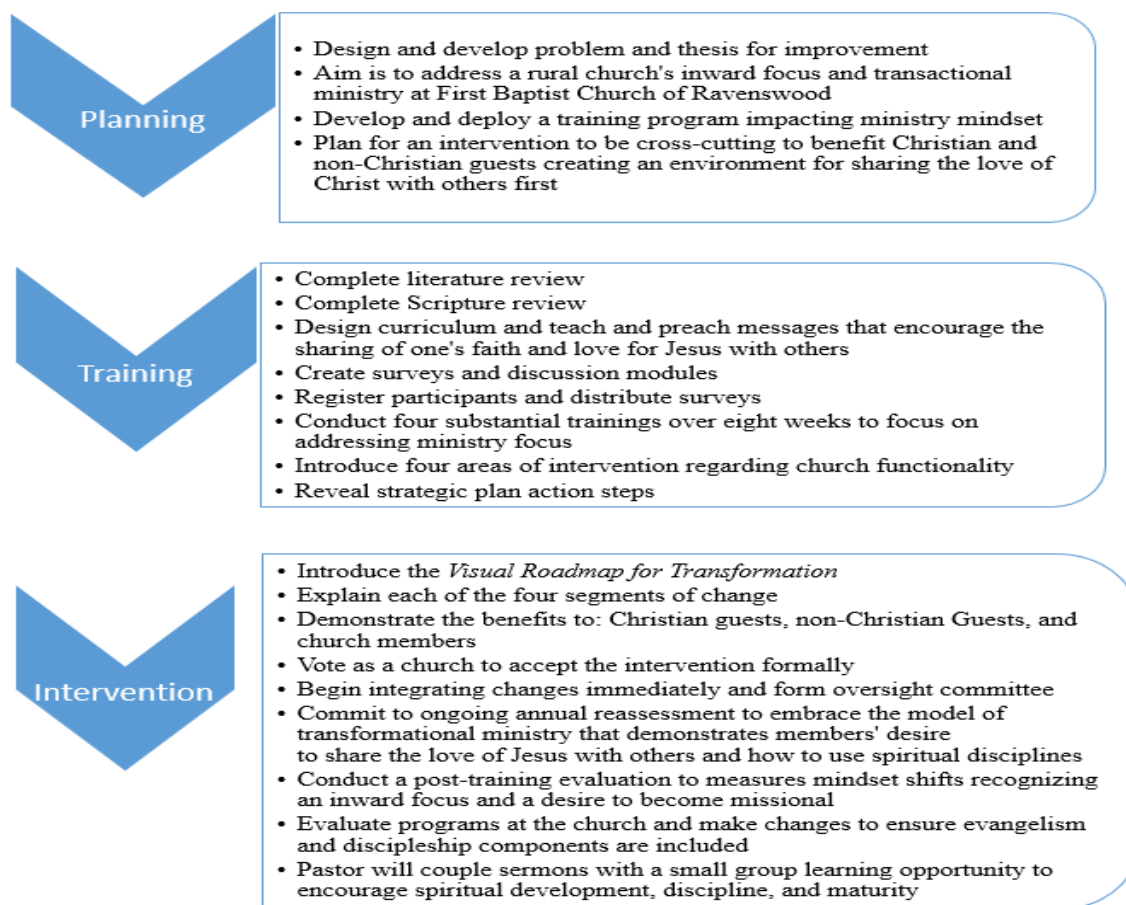 Planning
• Design and develop problem and thesis for improvement
• Aim is to address a rural church's inward focus and transactional
ministry at First Baptist Church of Ravenswood
• Develop and deploy a training program impacting ministry mindset
• Plan for an intervention to be cross-cutting to benefit Christian and
non-Christian guests creating an environment for sharing the love of
Christ with others first
Training
• Complete literature review
• Complete Scripture review
• Design curriculum and teach and preach messages that encourage the
sharing of one's faith and love for Jesus with others
• Create surveys and discussion modules
• Register participants and distribute surveys
• Conduct four substantial trainings over eight weeks to focus on
addressing ministry focus
• Introduce four areas of intervention regarding church functionality
• Reveal strategic plan action steps
Intervention
• Introduce the Visual Roadmap for Transformation
• Explain each of the four segments of change
• Demonstrate the benefits to: Christian guests, non-Christian Guests, and
church members
• Vote as a church to accept the intervention formally
• Begin integrating changes immediately and form oversight committee
• Commit to ongoing annual reassessment to embrace the model of
transformational ministry that demonstrates members' desire
to share the love of Jesus with others and how to use spiritual disciplines
• Conduct a post-training evaluation to measures mindset shifts recognizing
an inward focus and a desire to become missional
• Evaluate programs at the church and make changes to ensure evangelism
and discipleship components are included
• Pastor will couple sermons with a small group learning opportunity to
encourage spiritual development, discipline, and maturity